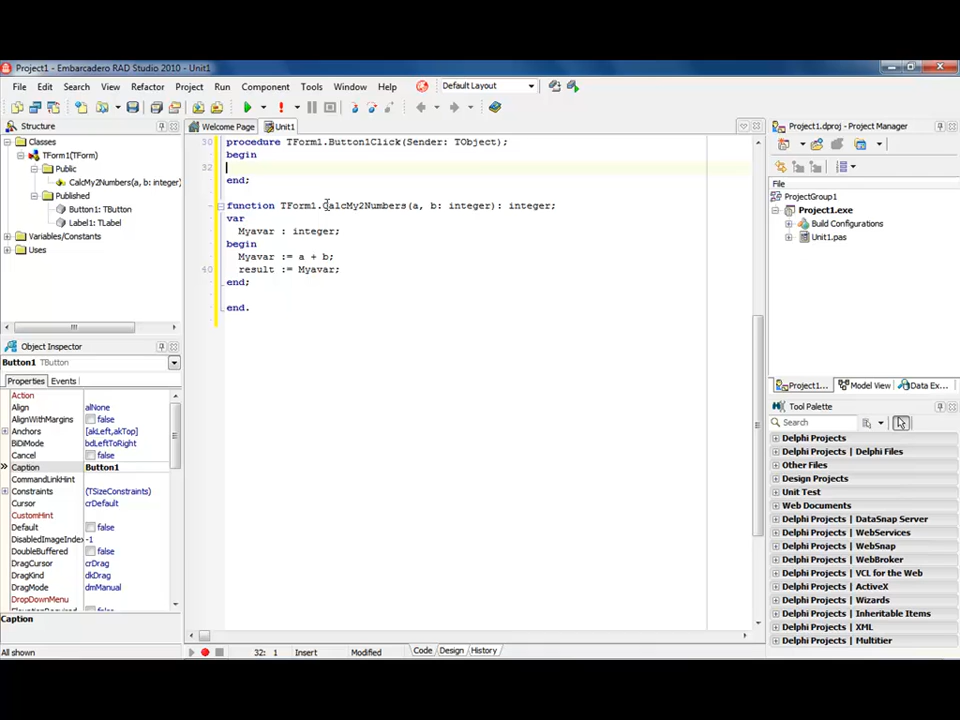 Project1 - Embarcadero RAD Studio 2010 - Unit1
File Edit Search View Refactor Project Run Component Tools Window Help Default Layout
Structure
Classes
TForm1(TForm)
Public
CalcMy2Numbers(a, b: integer)
Published
Button1: TButton
Label1: TLabel
Variables/Constants
Uses
Object Inspector
Button1 TButton
Properties Events
Action
Align alNone
AlignWithMargins false
Anchors [akLeft,akTop]
BiDiMode bdLeftToRight
Cancel false
Caption Button1
CommandLinkHint
Constraints (TSizeConstraints)
Cursor crDefault
CustomHint
Default false
DisabledImageIndex -1
DoubleBuffered false
DragCursor crDrag
DragKind dkDrag
DragMode dmManual
DropDownMenu
Caption
All shown
Welcome Page Unit1
30 procedure TForm1.Button1Click(Sender: TObject);
begin
32
end;
function TForm1.CalcMy2Numbers(a, b: integer): integer;
var
Myavar : integer;
begin
Myavar := a + b;
40 result := Myavar;
end;
end.
32: 1 Insert Modified Code Design History
Project1.dproj - Project Manager
File
ProjectGroup1
Project1.exe
Build Configurations
Unit1.pas
Project1... Model View Data Ex...
Tool Palette
Search
Delphi Projects
Delphi Projects | Delphi Files
Other Files
Design Projects
Unit Test
Web Documents
Delphi Projects | DataSnap Server
Delphi Projects | WebServices
Delphi Projects | WebSnap
Delphi Projects | WebBroker
Delphi Projects | VCL for the Web
Delphi Projects | ActiveX
Delphi Projects | Wizards
Delphi Projects | Inheritable Items
Delphi Projects | XML
Delphi Projects | Multitier